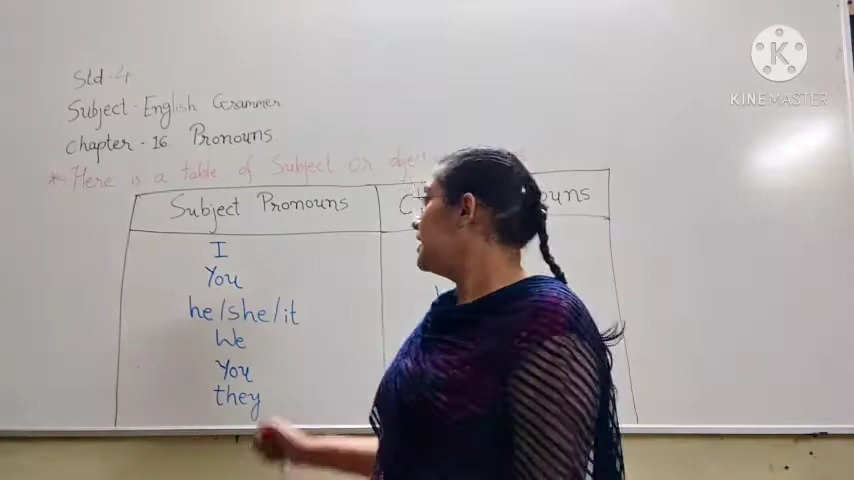 Std-4
Subject-English Grammer
Chapter-16 Pronouns.
*Here is a table of Subject or
Subject Pronouns
I
You
he/she/it
We
You
they
KINEMASTER